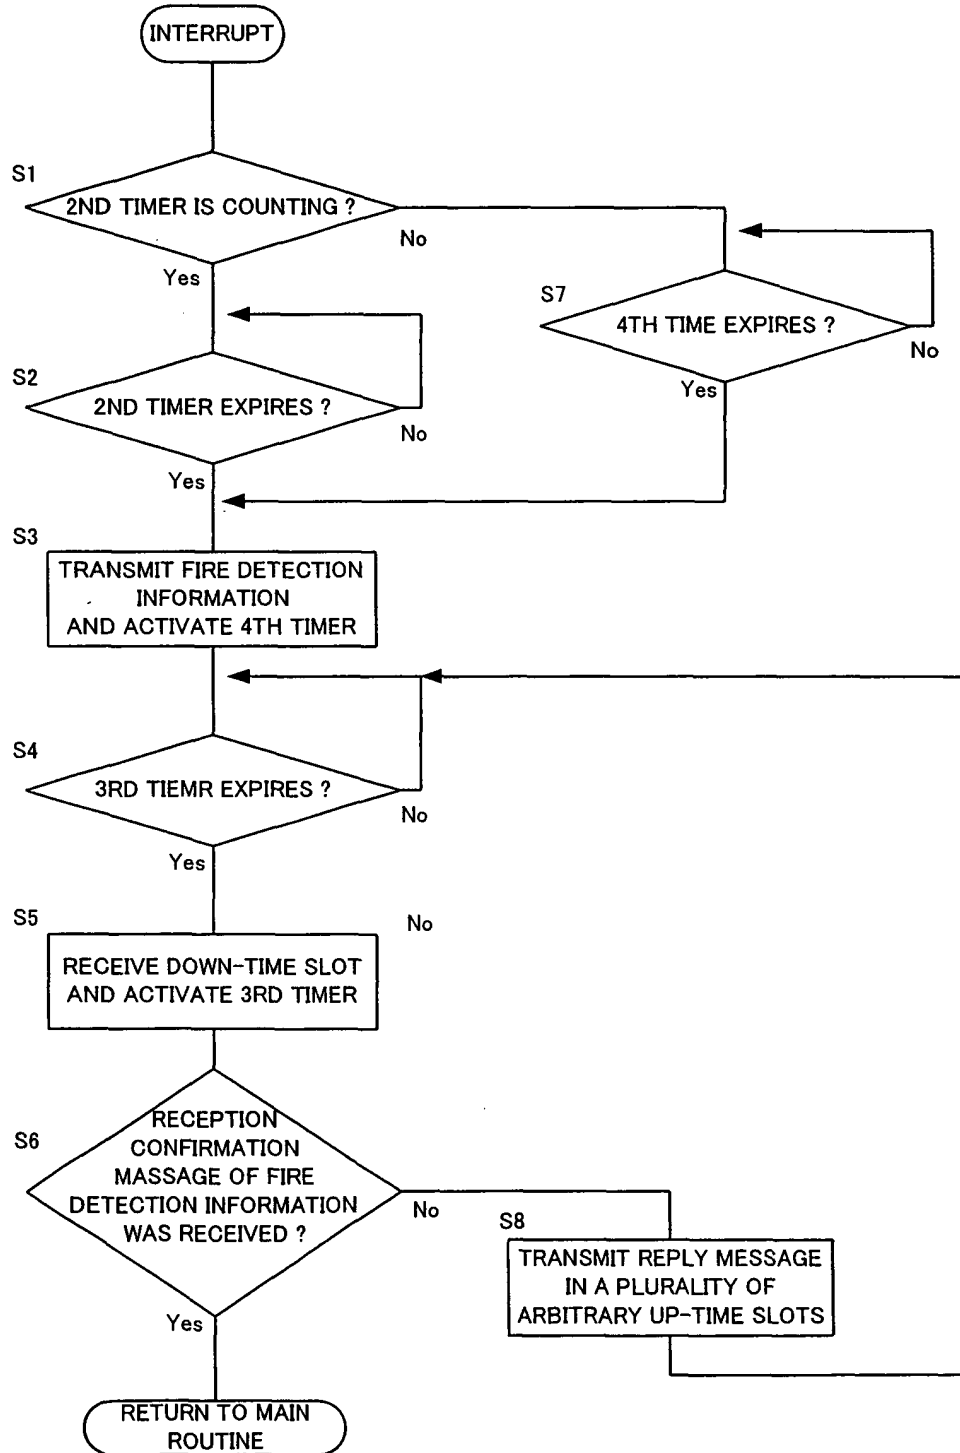 INTERRUPT
S1
2ND TIMER IS COUNTING ?
No
Yes
S7
4TH TIME EXPIRES ?
No
Yes
S2
2ND TIMER EXPIRES ?
No
Yes
S3
TRANSMIT FIRE DETECTION
INFORMATION
AND ACTIVATE 4TH TIMER
S4
3RD TIEMR EXPIRES ?
No
Yes
S5
No
RECEIVE DOWN-TIME SLOT
AND ACTIVATE 3RD TIMER
S6
RECEPTION
CONFIRMATION
MASSAGE OF FIRE
DETECTION INFORMATION
WAS RECEIVED ?
No
Yes
S8
TRANSMIT REPLY MESSAGE
IN A PLURALITY OF
ARBITRARY UP-TIME SLOTS
RETURN TO MAIN
ROUTINE